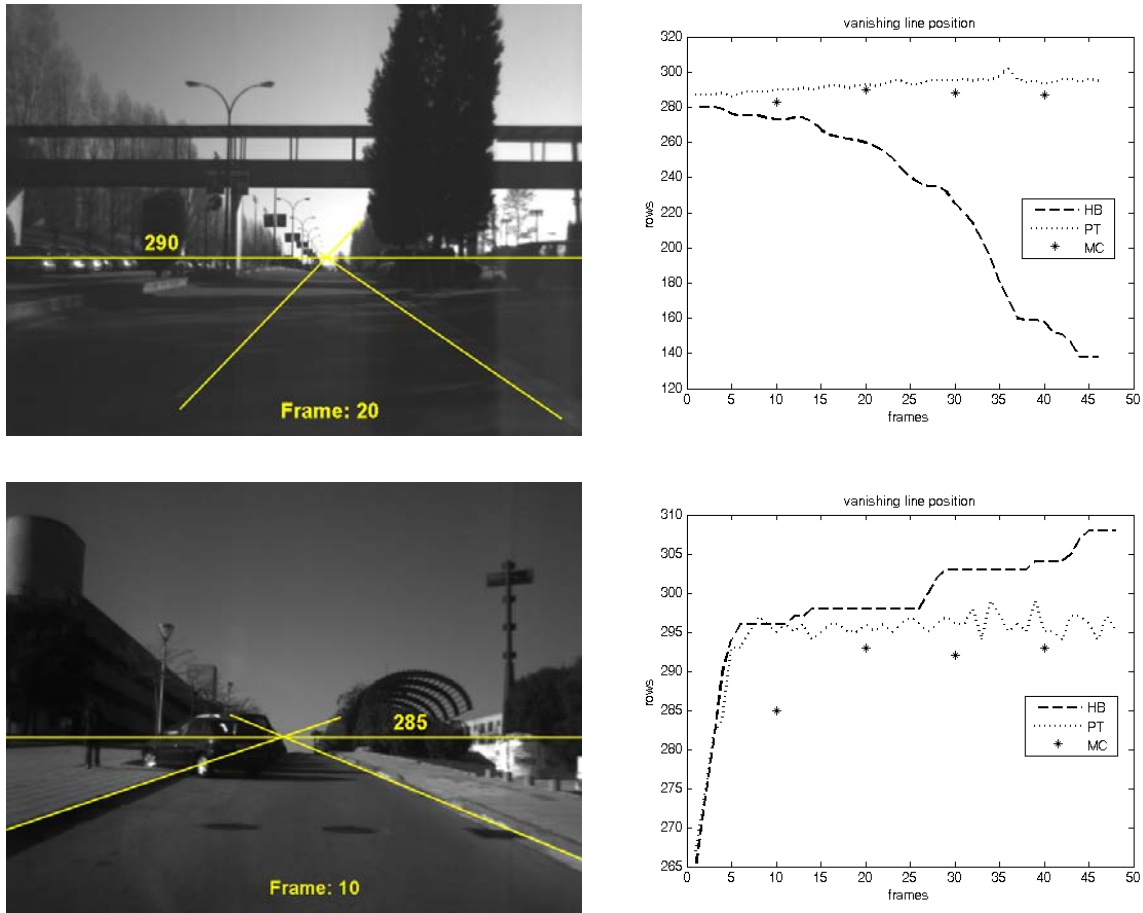 290
Frame: 20
vanishing line position
320
300
280
260
240
220
200
180
160
140
120
rows
0 5 10 15 20 25 30 35 40 45 50
frames
HB
PT
MC
285
Frame: 10
vanishing line position
310
305
300
295
290
285
280
275
270
265
rows
0 5 10 15 20 25 30 35 40 45 50
frames
HB
PT
MC